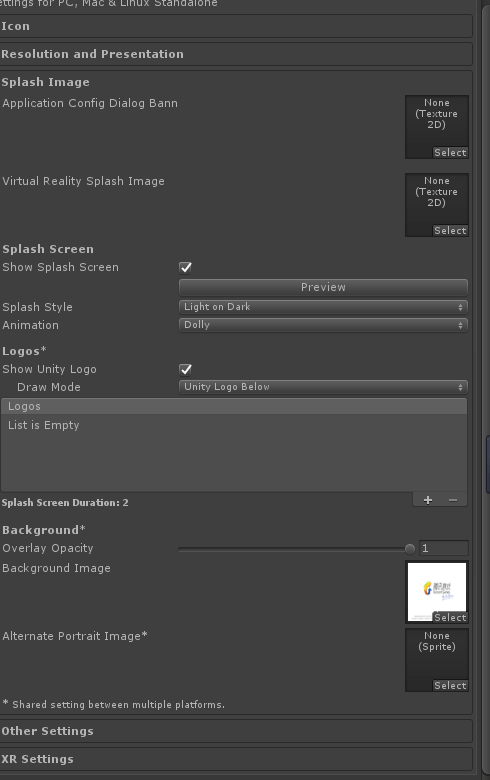 ettings for PC, Mac & Linux Standalone
Icon
Resolution and Presentation
Splash Image
Application Config Dialog Bann
None
(Texture
2D)
Select
Virtual Reality Splash Image
None
(Texture
2D)
Select
Splash Screen
Show Splash Screen
Preview
Splash Style
Light on Dark
Animation
Dolly
Logos*
Show Unity Logo
Draw Mode
Unity Logo Below
Logos
List is Empty
Splash Screen Duration: 2
+ −
Background*
Overlay Opacity
1
Background Image
Select
Alternate Portrait Image*
None
(Sprite)
Select
* Shared setting between multiple platforms.
Other Settings
XR Settings